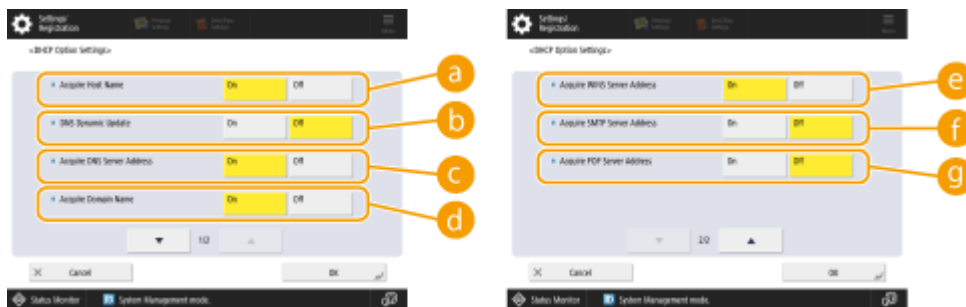 Settings/
Registration
<DHCP Option Settings>
Acquire Host Name On Off
a
DNS Dynamic Update On Off
b
Acquire DNS Server Address On Off
c
Acquire Domain Name On Off
d
1/2
Cancel OK
Status Monitor System Management mode.
Settings/
Registration
<DHCP Option Settings>
Acquire WINS Server Address On Off
e
Acquire SMTP Server Address On Off
f
Acquire POP Server Address On Off
g
2/2
Cancel OK
Status Monitor System Management mode.